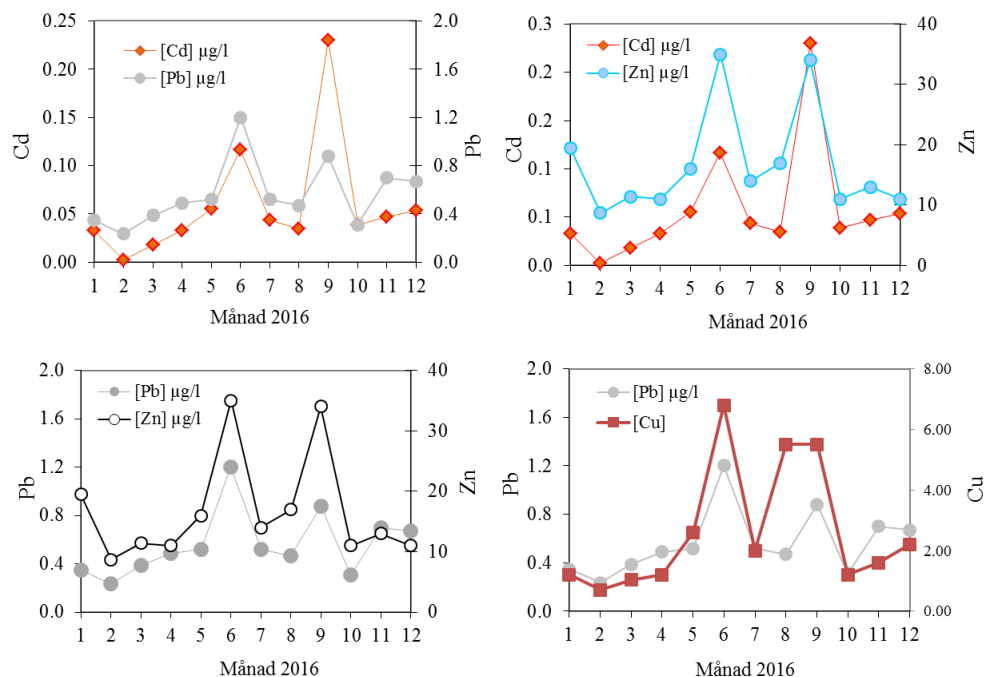 0.25
0.20
0.15
0.10
0.05
0.00
Cd
[Cd] µg/l
[Pb] µg/l
2.0
1.6
1.2
0.8
0.4
0.0
Pb
1 2 3 4 5 6 7 8 9 10 11 12
Månad 2016
0.3
0.2
0.2
0.1
0.1
0.0
Cd
[Cd] µg/l
[Zn] µg/l
40
30
20
10
0
Zn
1 2 3 4 5 6 7 8 9 10 11 12
Månad 2016
2.0
1.6
1.2
0.8
0.4
0.0
Pb
[Pb] µg/l
[Zn] µg/l
40
30
20
10
0
Zn
1 2 3 4 5 6 7 8 9 10 11 12
Månad 2016
2.0
1.6
1.2
0.8
0.4
0.0
Pb
[Pb] µg/l
[Cu]
8.00
6.00
4.00
2.00
0.00
Cu
1 2 3 4 5 6 7 8 9 10 11 12
Månad 2016